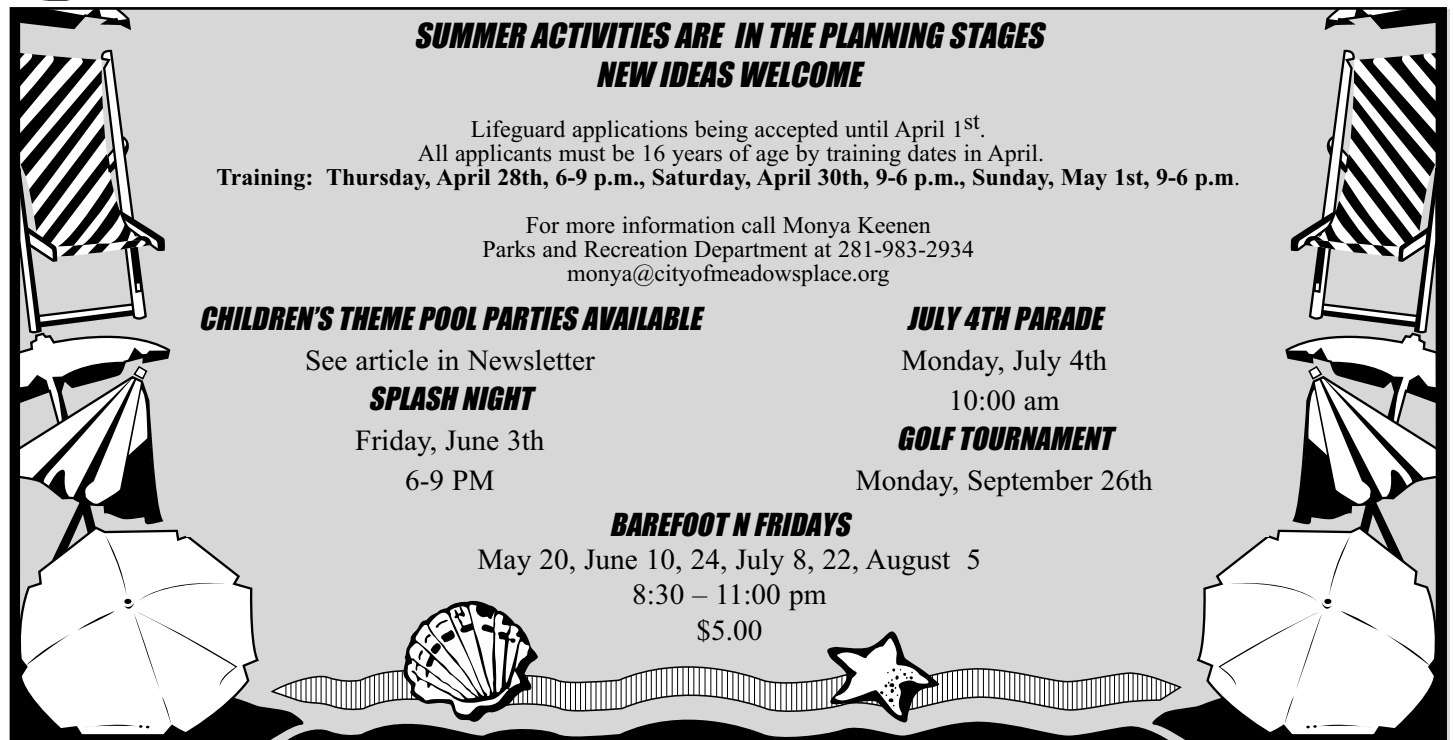 SUMMER ACTIVITIES ARE IN THE PLANNING STAGES
NEW IDEAS WELCOME
Lifeguard applications being accepted until April 1st.
All applicants must be 16 years of age by training dates in April.
Training: Thursday, April 28th, 6-9 p.m., Saturday, April 30th, 9-6 p.m., Sunday, May 1st, 9-6 p.m.
For more information call Monya Keenen
Parks and Recreation Department at 281-983-2934
monya@cityofmeadowsplace.org
CHILDREN'S THEME POOL PARTIES AVAILABLE
See article in Newsletter
SPLASH NIGHT
Friday, June 3th
6-9 PM
JULY 4TH PARADE
Monday, July 4th
10:00 am
GOLF TOURNAMENT
Monday, September 26th
BAREFOOT N FRIDAYS
May 20, June 10, 24, July 8, 22, August 5
8:30 – 11:00 pm
$5.00